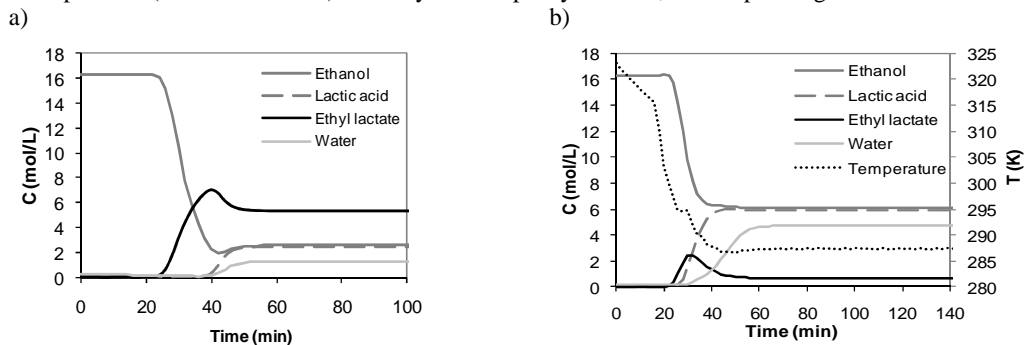 a)
b)
18
16
14
12
10
8
6
4
2
0
C (mol/L)
0 20 40 60 80 100
Time (min)
Ethanol
Lactic acid
Ethyl lactate
Water
18
16
14
12
10
8
6
4
2
0
C (mol/L)
0 20 40 60 80 100 120 140
Time (min)
Ethanol
Lactic acid
Ethyl lactate
Water
Temperature
325
320
315
310
305
300
295
290
285
280
T (K)